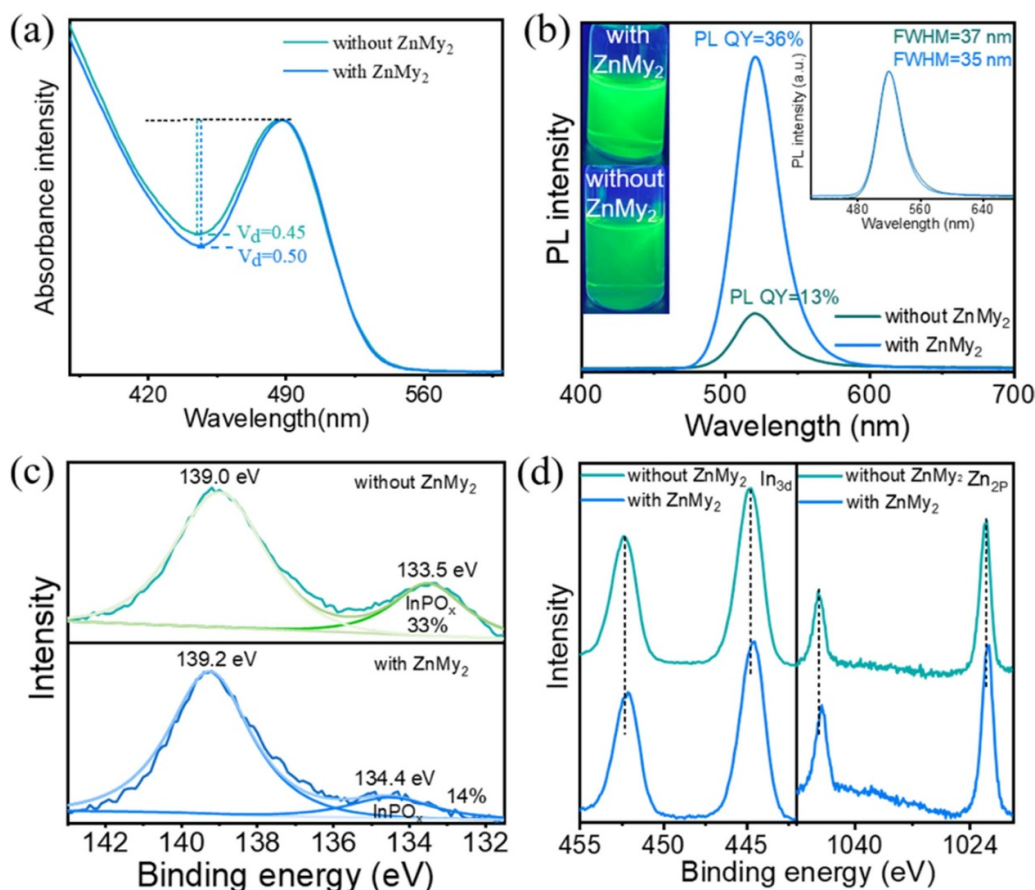 (a)
without ZnMy2
with ZnMy2
Vd=0.45
Vd=0.50
Absorbance intensity
420 490 560
Wavelength(nm)
(b)
with
ZnMy2
without
ZnMy2
PL QY=36%
PL QY=13%
without ZnMy2
with ZnMy2
PL intensity
400 500 600 700
Wavelength (nm)
FWHM=37 nm
FWHM=35 nm
PL intensity (a.u.)
480 560 640
Wavelength (nm)
(c)
139.0 eV
without ZnMy2
133.5 eV
InPOx
33%
139.2 eV
with ZnMy2
134.4 eV
14%
InPOx
Intensity
142 140 138 136 134 132
Binding energy (eV)
(d)
without ZnMy2
with ZnMy2
In3d
without ZnMy2
with ZnMy2
Zn2P
Intensity
455 450 445 1040 1024
Binding energy (eV)